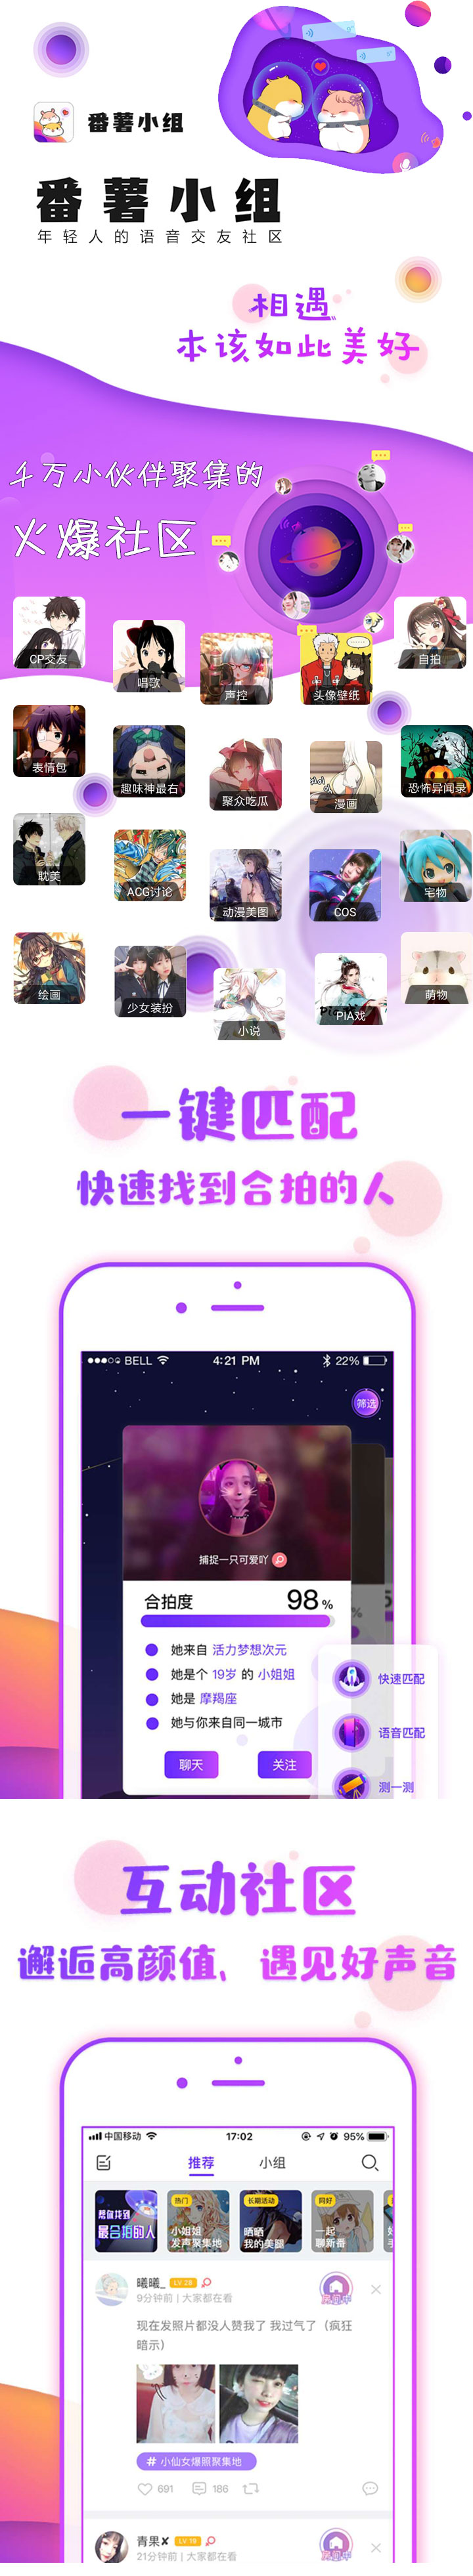 番薯小组
番薯小组
年轻人的语音交友社区
相遇
本该如此美好
千万小伙伴聚集的
火爆社区
CP交友
唱歌
声控
头像壁纸
自拍
表情包
趣味神最右
聚众吃瓜
漫画
恐怖异闻录
耽美
ACG讨论
动漫美图
COS
宅物
绘画
少女装扮
小说
PIA戏
萌物
一键匹配
快速找到合拍的人
BELL
4:21 PM
22%
筛选
捕捉一只可爱吖
合拍度
98%
她来自 活力梦想次元
她是个 19岁 的 小姐姐
她是 摩羯座
她与你来自同一城市
聊天
关注
快速匹配
语音匹配
测一测
互动社区
邂逅高颜值，遇见好声音
中国移动
17:02
95%
推荐
小组
帮你找到
最合拍的人
热门
小姐姐
发声聚集地
长期活动
晒晒
我的美腿
同好
一起
聊新番
曦曦_ LV 28
9分钟前 | 大家都在看
现在发照片都没人赞我了 我过气了（疯狂
暗示）
# 小仙女爆照聚集地
691
186
青果✘ LV 18
21分钟前 | 大家都在看